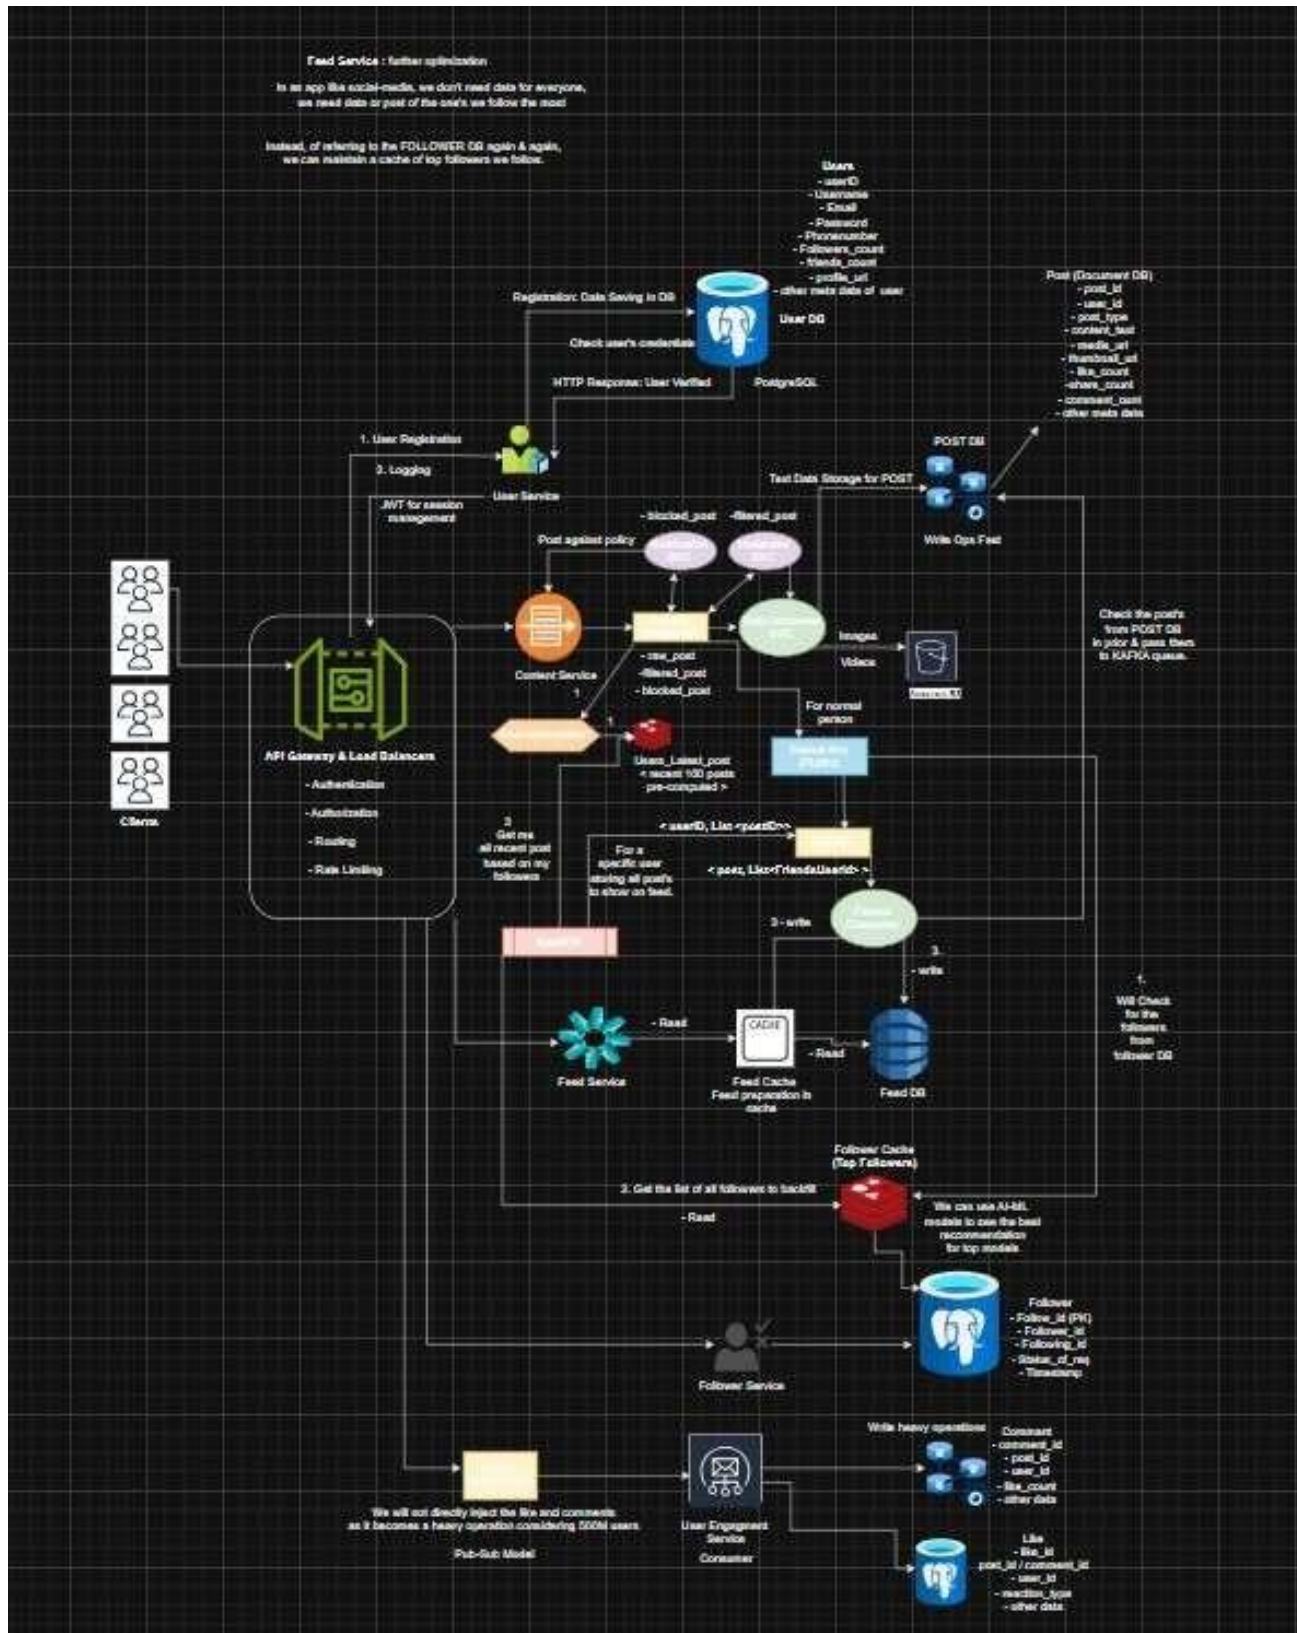 Feed Service : further optimization
In an app like social-media, we don't need data for everyone,
we need data or post of the one's we follow the most
Instead, of referring to the FOLLOWER DB again & again,
we can maintain a cache of top followers we follow.
Users
- userID
- Username
- Email
- Password
- Phonenumber
- Followers_count
- friends_count
- profile_url
- other meta data of user
User DB
PostgreSQL
Registration: Data Saving in DB
Check user's credentials
HTTP Response: User Verified
Post (Document DB)
- post_id
- user_id
- post_type
- content_text
- media_url
- thumbnail_url
- like_count
-share_count
- other meta data
1. User Registration
2. Logging
User Service
JWT for session
management
POST DB
Text Data Storage for POST
Write Ops Fast
- blocked_post
-filtered_post
Post against policy
Content Service
- raw_post
-filtered_post
- blocked_post
Images
Videos
Check the post's
from POST DB
in prior & pass them
to KAFKA queue.
For normal
person
API Gateway & Load Balancers
- Authentication
- Authorization
- Routing
- Rate Limiting
Clients
1
1
Users_Latest_post
< recent 100 posts
pre-computed >
3
Get me
all recent post
based on my
followers
For a
specific user
storing all post's
to show on feed.
< userID, List <postID>>
< post, List<FriendsUserId> >
3 - write
3.
- write
- Read
- Read
CACHE
Feed Service
Feed Cache
Feed preparation in
cache
Feed DB
1.
Will Check
for the
followers
from
follower DB
Follower Cache
(Top Followers)
2. Get the list of all followers to backfill
- Read
We can use AI-ML
models to see the best
recommendation
for top models
Follower
- Follow_id (PK)
- Follower_id
- Following_id
- Status_of_req
- Timestamp
Follower Service
Write heavy operations
Comment
- comment_id
- post_id
- user_id
- like_count
- other data
We will not directly inject the like and comments
as it becomes a heavy operation considering 500M users
Pub-Sub Model
User Engagment
Service
Consumer
Like
- like_id
post_id / comment_id
- user_id
- reaction_type
- other data